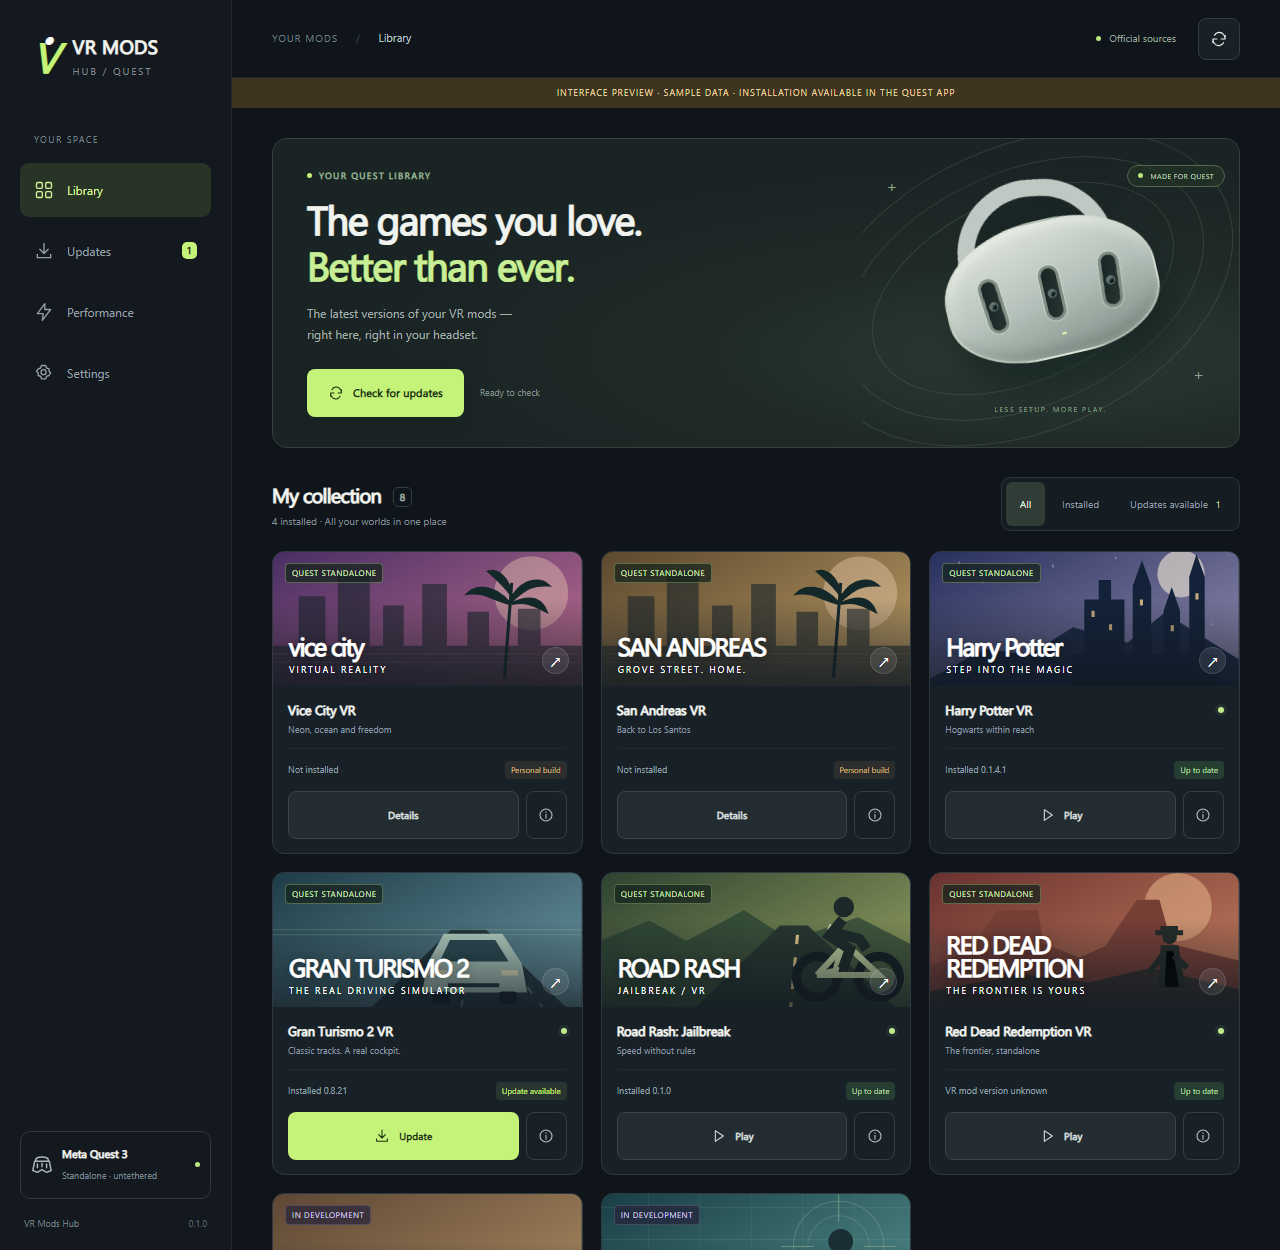 VR MODS
HUB / QUEST
YOUR SPACE
Library
Updates
1
Performance
Settings
Meta Quest 3
Standalone · untethered
VR Mods Hub
0.1.0
YOUR MODS / Library
Official sources
INTERFACE PREVIEW · SAMPLE DATA · INSTALLATION AVAILABLE IN THE QUEST APP
YOUR QUEST LIBRARY
The games you love.
Better than ever.
The latest versions of your VR mods —
right here, right in your headset.
Check for updates
Ready to check
MADE FOR QUEST
LESS SETUP. MORE PLAY.
My collection
8
4 installed · All your worlds in one place
All
Installed
Updates available 1
QUEST STANDALONE
vice city
VIRTUAL REALITY
Vice City VR
Neon, ocean and freedom
Not installed
Personal build
Details
QUEST STANDALONE
SAN ANDREAS
GROVE STREET. HOME.
San Andreas VR
Back to Los Santos
Not installed
Personal build
Details
QUEST STANDALONE
Harry Potter
STEP INTO THE MAGIC
Harry Potter VR
Hogwarts within reach
Installed 0.1.4.1
Up to date
Play
QUEST STANDALONE
GRAN TURISMO 2
THE REAL DRIVING SIMULATOR
Gran Turismo 2 VR
Classic tracks. A real cockpit.
Installed 0.8.21
Update available
Update
QUEST STANDALONE
ROAD RASH
JAILBREAK / VR
Road Rash: Jailbreak
Speed without rules
Installed 0.1.0
Up to date
Play
QUEST STANDALONE
RED DEAD
REDEMPTION
THE FRONTIER IS YOURS
Red Dead Redemption VR
The frontier, standalone
VR mod version unknown
Up to date
Play
IN DEVELOPMENT
IN DEVELOPMENT